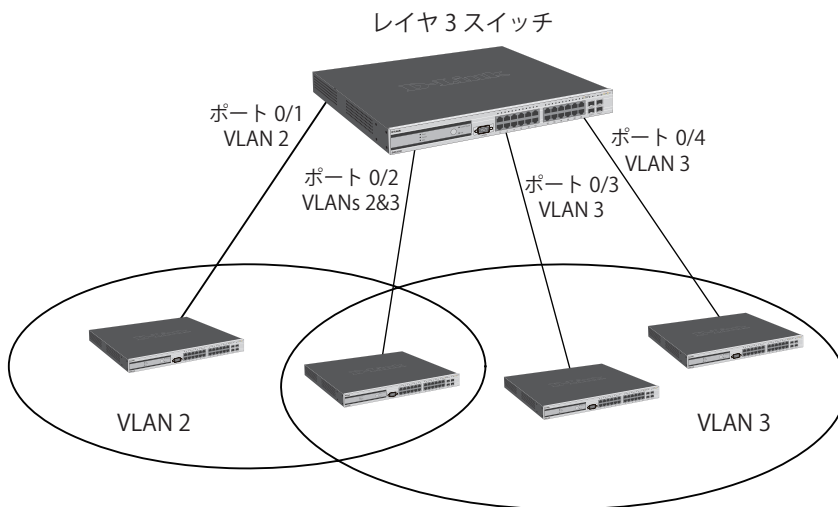 レイヤ 3 スイッチ
ポート 0/1
VLAN 2
ポート 0/2
VLANs 2&3
ポート 0/3
VLAN 3
ポート 0/4
VLAN 3
VLAN 2
VLAN 3